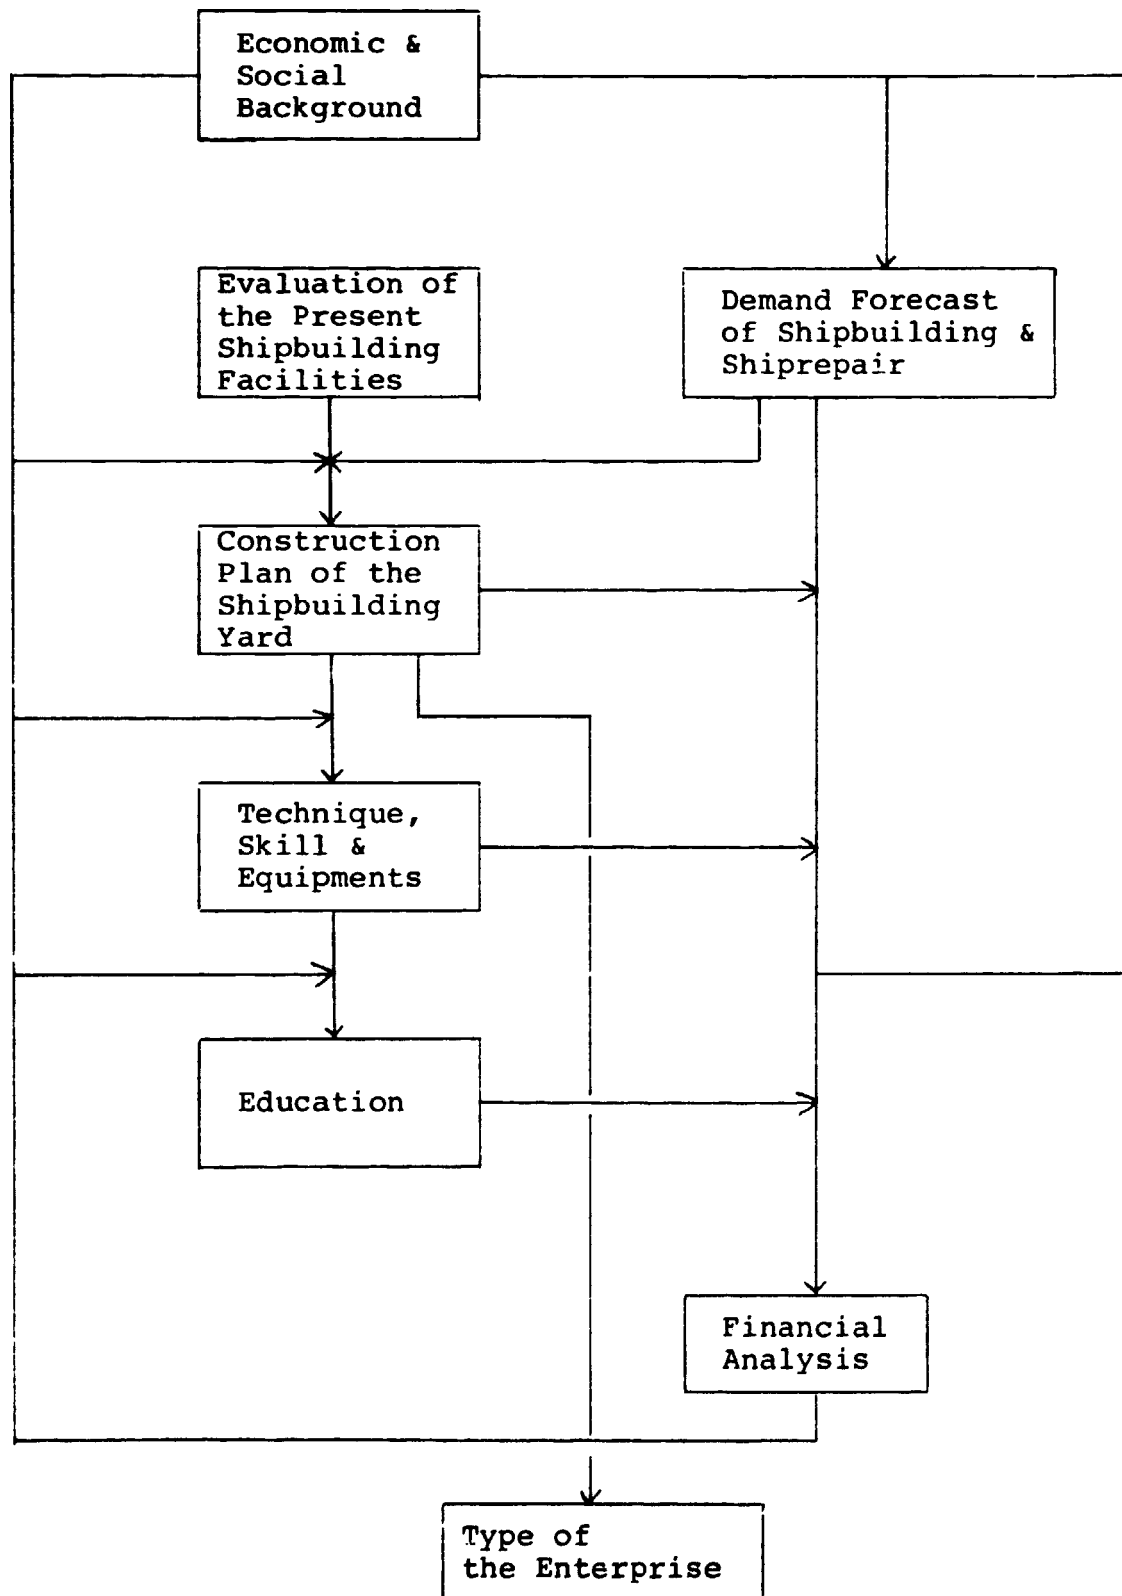 Economic &
Social
Background
Evaluation of
the Present
Shipbuilding
Facilities
Demand Forecast
of Shipbuilding &
Shiprepair
Construction
Plan of the
Shipbuilding
Yard
Technique,
Skill &
Equipments
Education
Financial
Analysis
Type of
the Enterprise